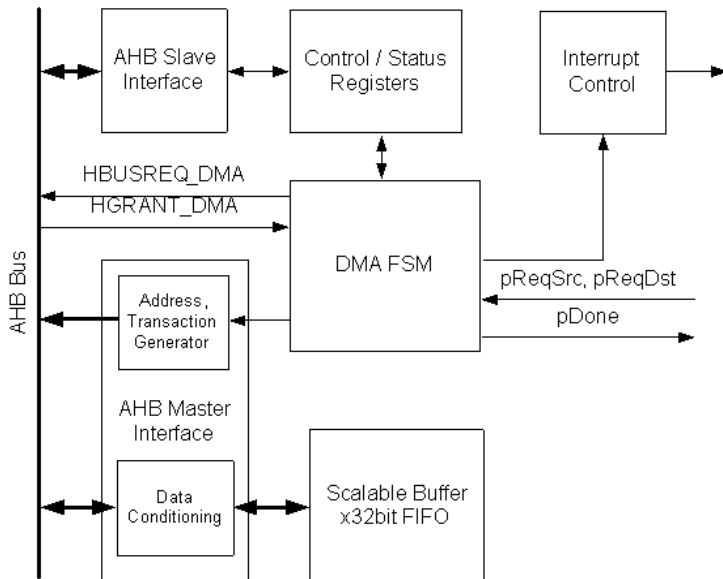 AHB Slave
Interface
Control / Status
Registers
Interrupt
Control
HBUSREQ_DMA
HGRANT_DMA
DMA FSM
pReqSrc, pReqDst
pDone
AHB Bus
Address ,
Transaction
Generator
AHB Master
Interface
Data
Conditioning
Scalable Buffer
x32bit FIFO